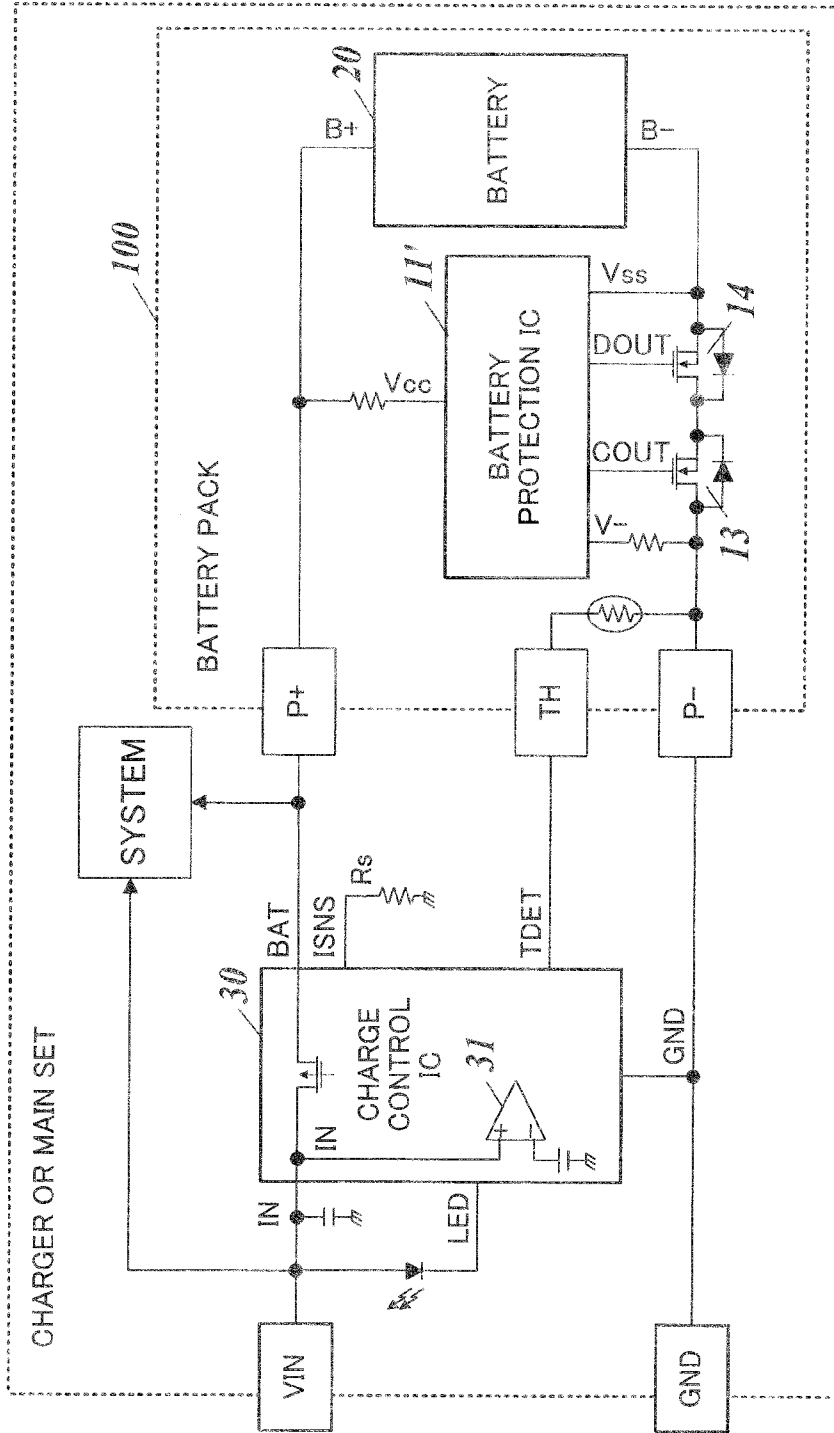 CHARGER OR MAIN SET
BATTERY PACK
100
SYSTEM
VIN
IN
IN
BAT
P+
B+
20
BATTERY
B-
30
CHARGE
CONTROL
IC
31
+
-
LED
ISNS
Rs
TDET
TH
Vcc
11'
BATTERY
PROTECTION IC
V-
COUT
DOUT
Vss
13
14
GND
GND
P-